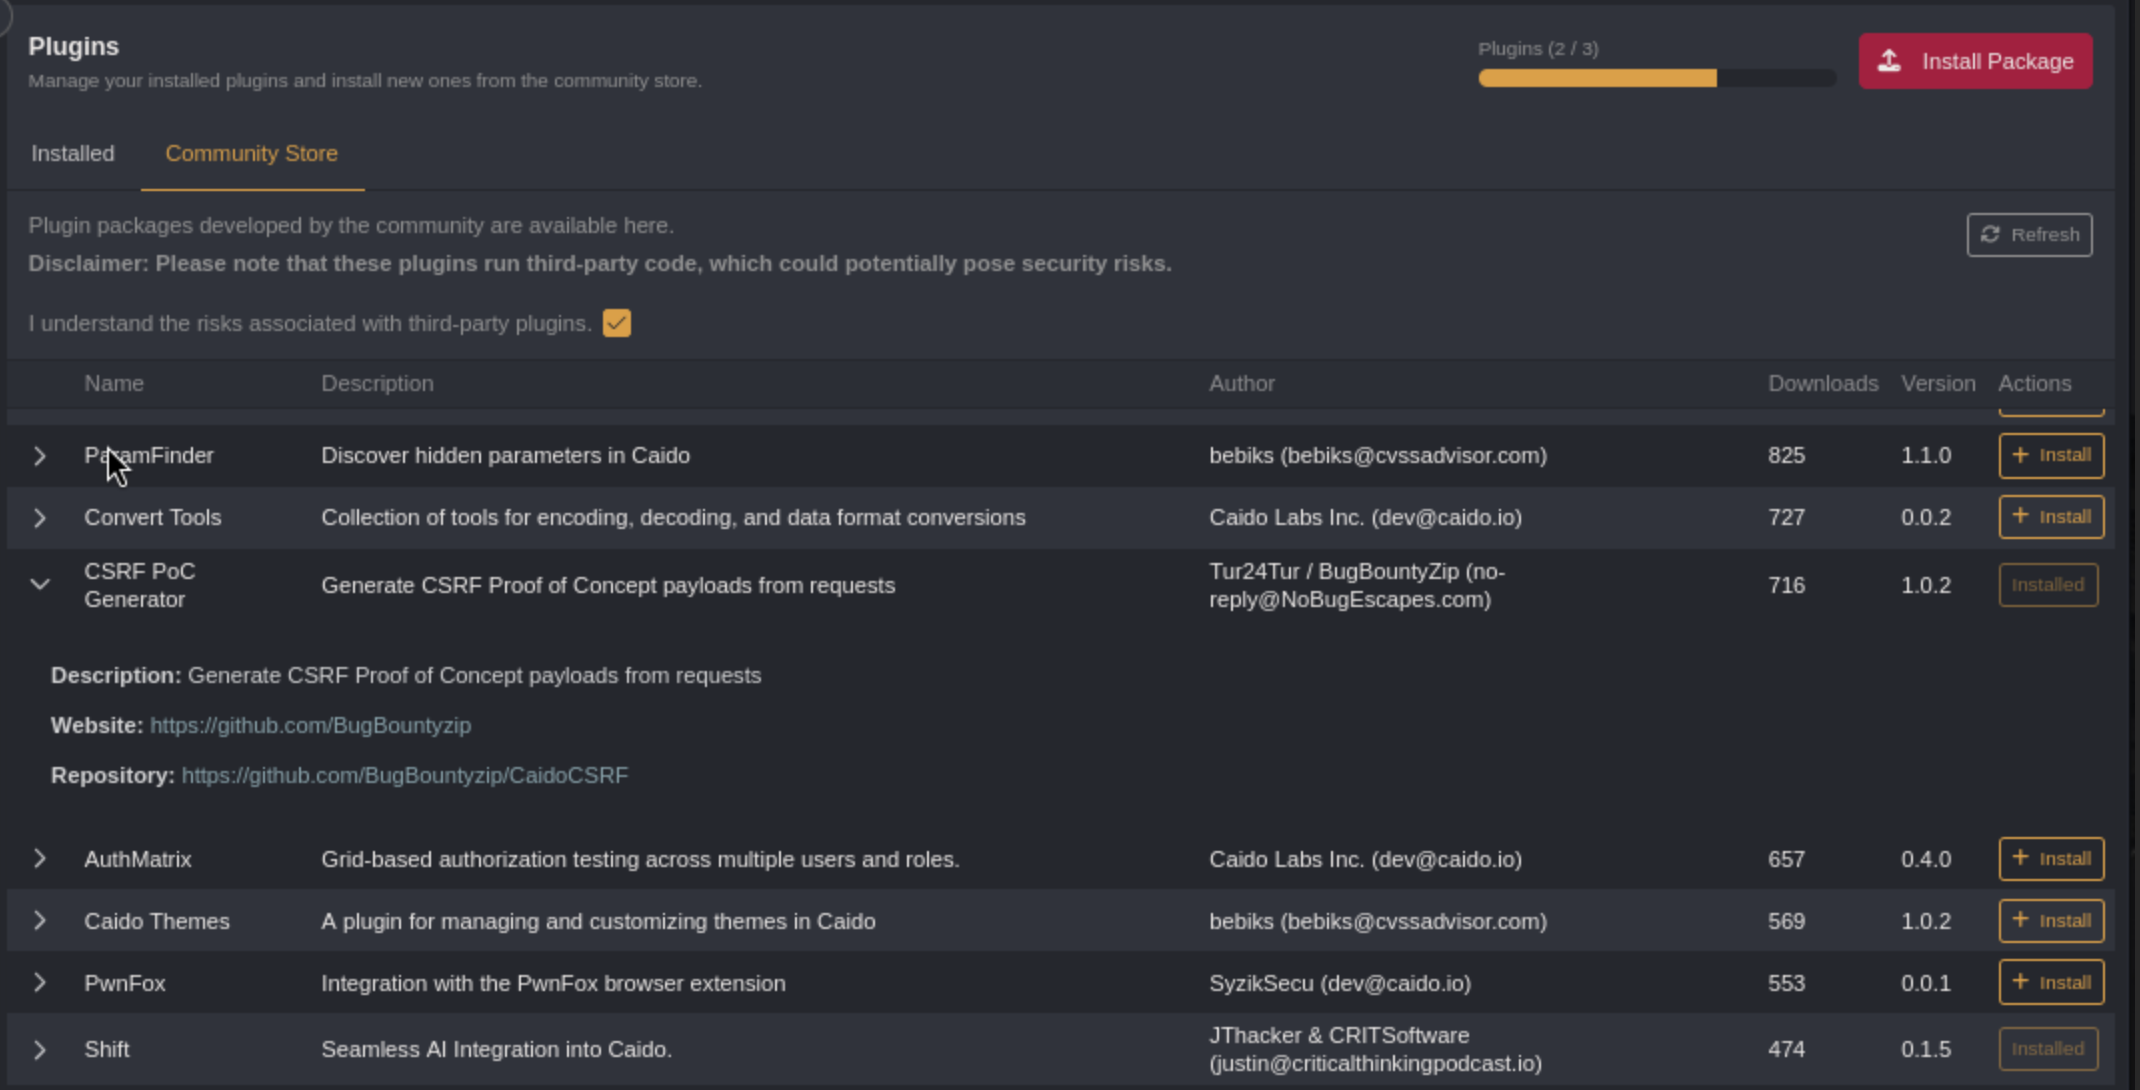 Plugins
Manage your installed plugins and install new ones from the community store.
Plugins (2 / 3)
Install Package
Installed
Community Store
Plugin packages developed by the community are available here.
Disclaimer: Please note that these plugins run third-party code, which could potentially pose security risks.
Refresh
I understand the risks associated with third-party plugins.
Name Description Author Downloads Version Actions
ParamFinder Discover hidden parameters in Caido bebiks (bebiks@cvssadvisor.com) 825 1.1.0 + Install
Convert Tools Collection of tools for encoding, decoding, and data format conversions Caido Labs Inc. (dev@caido.io) 727 0.0.2 + Install
CSRF PoC
Generator
Generate CSRF Proof of Concept payloads from requests
Tur24Tur / BugBountyZip (no-
reply@NoBugEscapes.com)
716 1.0.2 Installed
Description: Generate CSRF Proof of Concept payloads from requests
Website: https://github.com/BugBountyzip
Repository: https://github.com/BugBountyzip/CaidoCSRF
AuthMatrix Grid-based authorization testing across multiple users and roles. Caido Labs Inc. (dev@caido.io) 657 0.4.0 + Install
Caido Themes A plugin for managing and customizing themes in Caido bebiks (bebiks@cvssadvisor.com) 569 1.0.2 + Install
PwnFox Integration with the PwnFox browser extension SyzikSecu (dev@caido.io) 553 0.0.1 + Install
Shift Seamless AI Integration into Caido.
JThacker & CRITSoftware
(justin@criticalthinkingpodcast.io)
474 0.1.5 Installed